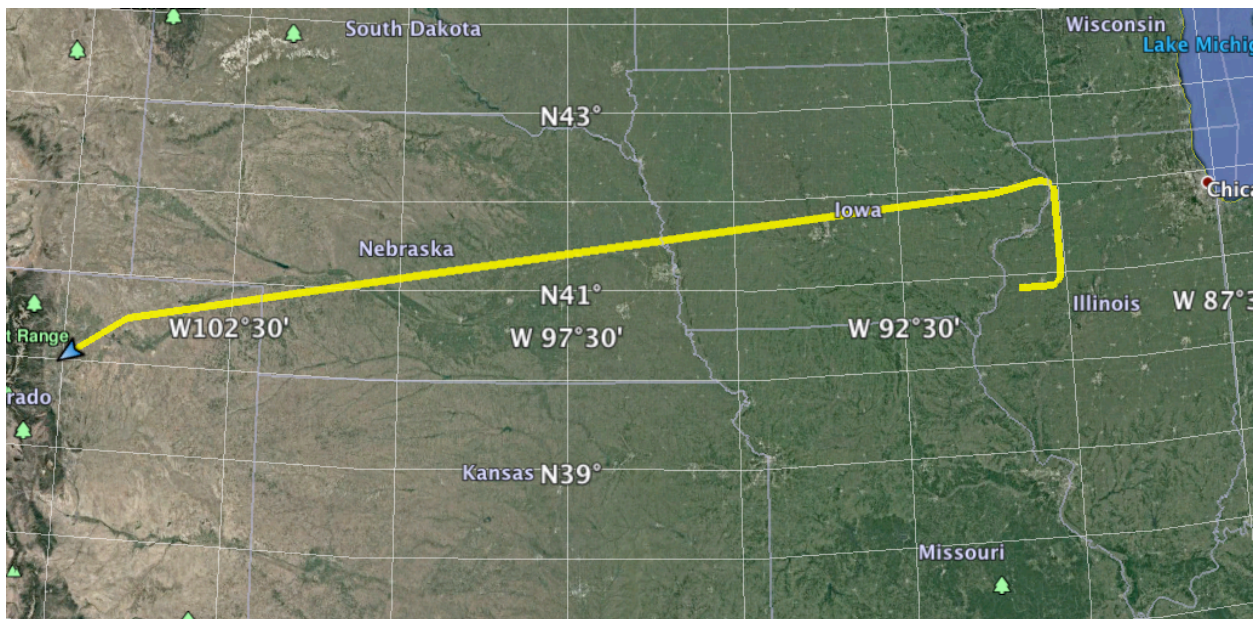 South Dakota
Wisconsin
Lake Michig
N43°
Chica
Iowa
Nebraska
N41°
Illinois
W 87°
W102°30'
W 97°30'
W 92°30'
t Range
rado
Kansas
N39°
Missouri